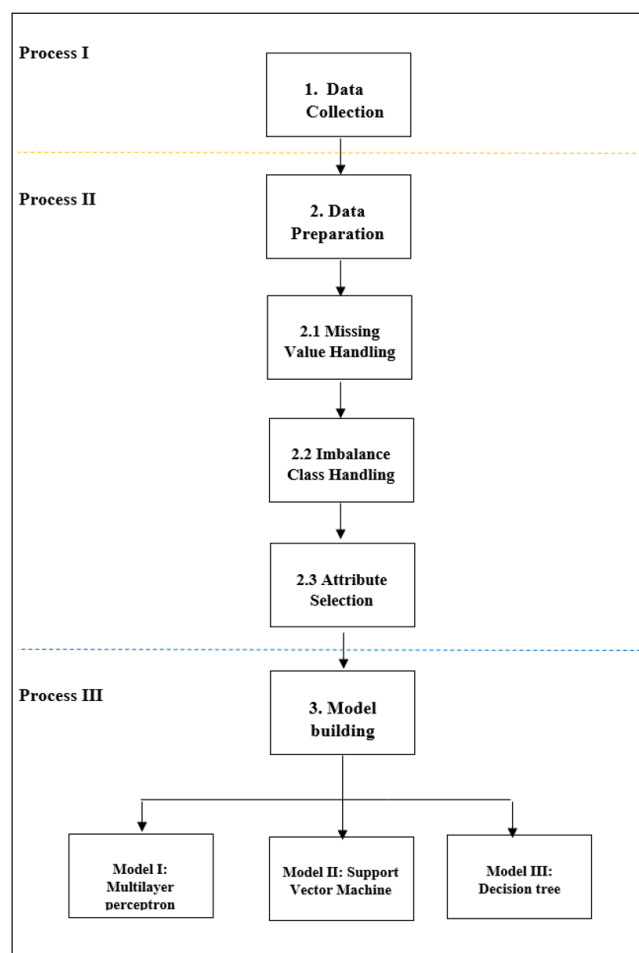 Process I
1. Data
Collection
Process II
2. Data
Preparation
2.1 Missing
Value Handling
2.2 Imbalance
Class Handling
2.3 Attribute
Selection
Process III
3. Model
building
Model I:
Multilayer
perceptron
Model II: Support
Vector Machine
Model III:
Decision tree